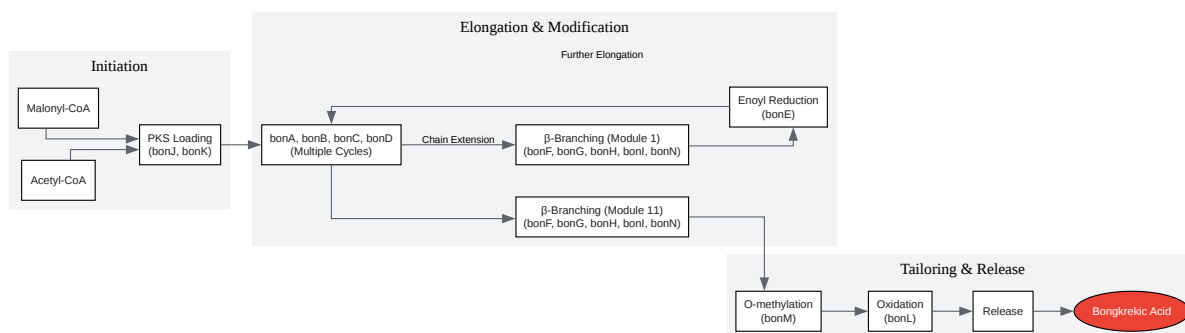 Elongation & Modification
Further Elongation
Initiation
Malonyl-CoA
Acetyl-CoA
PKS Loading
(bonJ, bonK)
bonA, bonB, bonC, bonD
(Multiple Cycles)
Chain Extension
β-Branching (Module 1)
(bonF, bonG, bonH, bonI, bonN)
Enoyl Reduction
(bonE)
β-Branching (Module 11)
(bonF, bonG, bonH, bonI, bonN)
Tailoring & Release
O-methylation
(bonM)
Oxidation
(bonL)
Release
Bongkrekic Acid